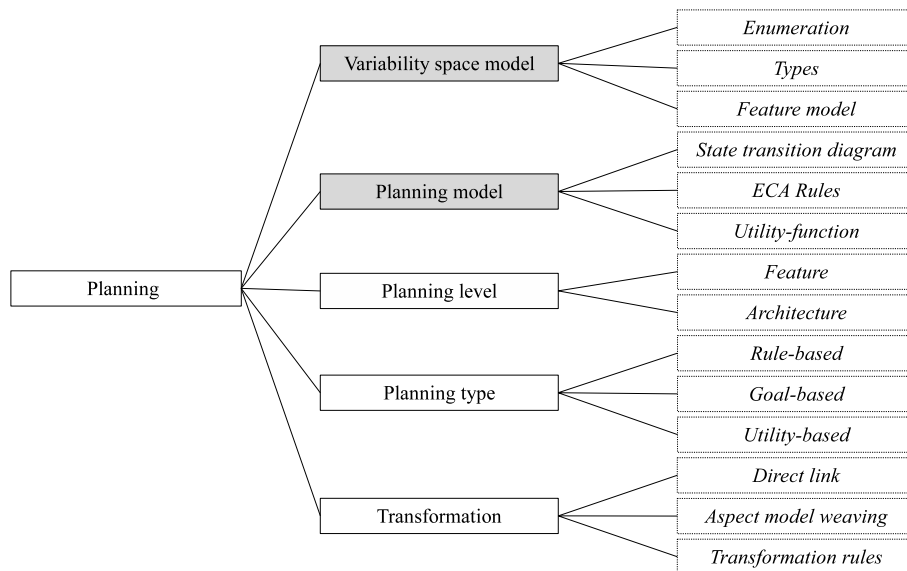 Planning
Variability space model
Enumeration
Types
Feature model
Planning model
State transition diagram
ECA Rules
Utility-function
Planning level
Feature
Architecture
Planning type
Rule-based
Goal-based
Utility-based
Transformation
Direct link
Aspect model weaving
Transformation rules